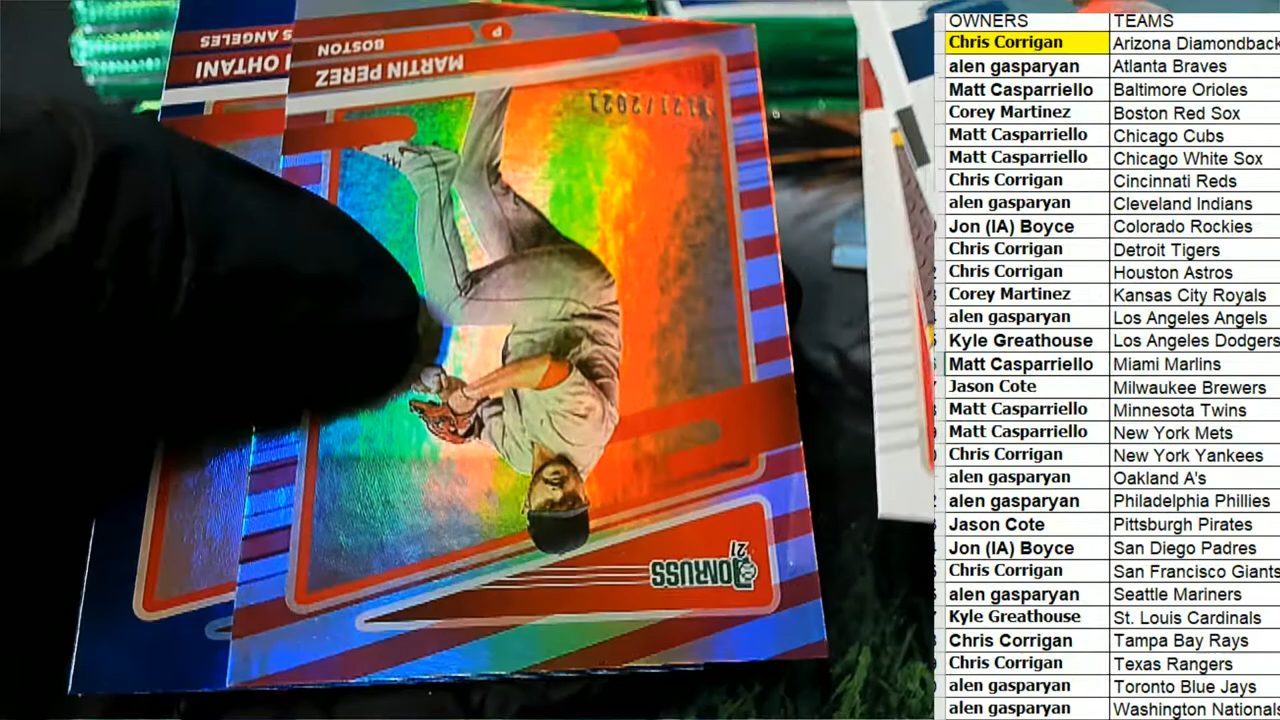 S ANGELES
OHTANI
BOSTON
P
MARTIN PEREZ
/2021
DONRUSS
21
OWNERS TEAMS
Chris Corrigan Arizona Diamondback
alen gasparyan Atlanta Braves
Matt Casparriello Baltimore Orioles
Corey Martinez Boston Red Sox
Matt Casparriello Chicago Cubs
Matt Casparriello Chicago White Sox
Chris Corrigan Cincinnati Reds
alen gasparyan Cleveland Indians
Jon (IA) Boyce Colorado Rockies
Chris Corrigan Detroit Tigers
Chris Corrigan Houston Astros
Corey Martinez Kansas City Royals
alen gasparyan Los Angeles Angels
Kyle Greathouse Los Angeles Dodgers
Matt Casparriello Miami Marlins
Jason Cote Milwaukee Brewers
Matt Casparriello Minnesota Twins
Matt Casparriello New York Mets
Chris Corrigan New York Yankees
alen gasparyan Oakland A's
alen gasparyan Philadelphia Phillies
Jason Cote Pittsburgh Pirates
Jon (IA) Boyce San Diego Padres
Chris Corrigan San Francisco Giants
alen gasparyan Seattle Mariners
Kyle Greathouse St. Louis Cardinals
Chris Corrigan Tampa Bay Rays
Chris Corrigan Texas Rangers
alen gasparyan Toronto Blue Jays
alen gasparyan Washington Nationals